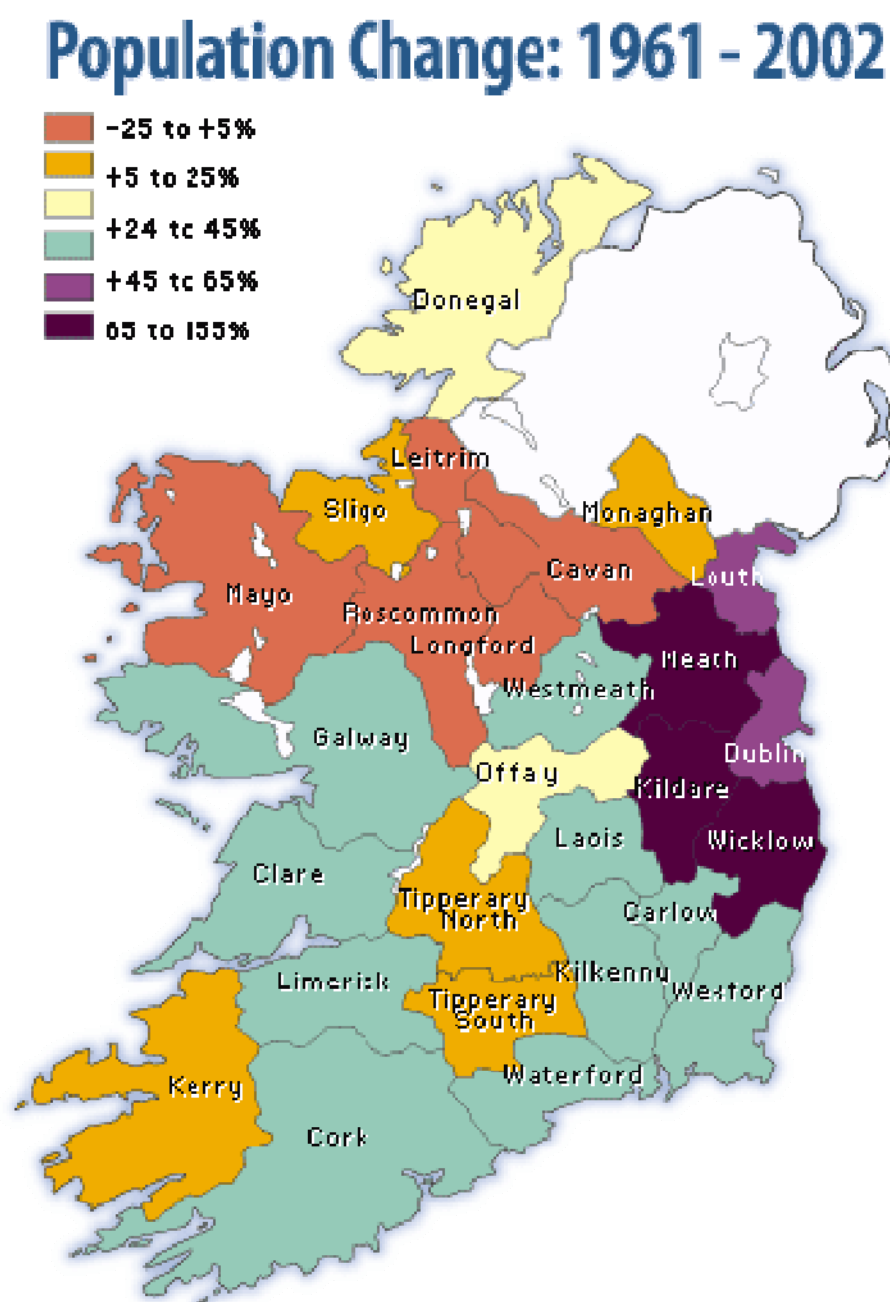 Population Change: 1961 - 2002
-25 to +5%
+5 to 25%
+24 tc 45%
+45 tc 65%
65 to 155%
Donegal
Leitrim
Sligo
Monaghan
Cavan
Louth
Mayo
Roscommon
Longford
Meath
Westmeath
Galway
Dublin
Offaly
Kildare
Laois
Wicklow
Clare
Tipperary
North
Carlow
Kilkenny
Limerick
Wexford
Tipperary
South
Waterford
Kerry
Cork